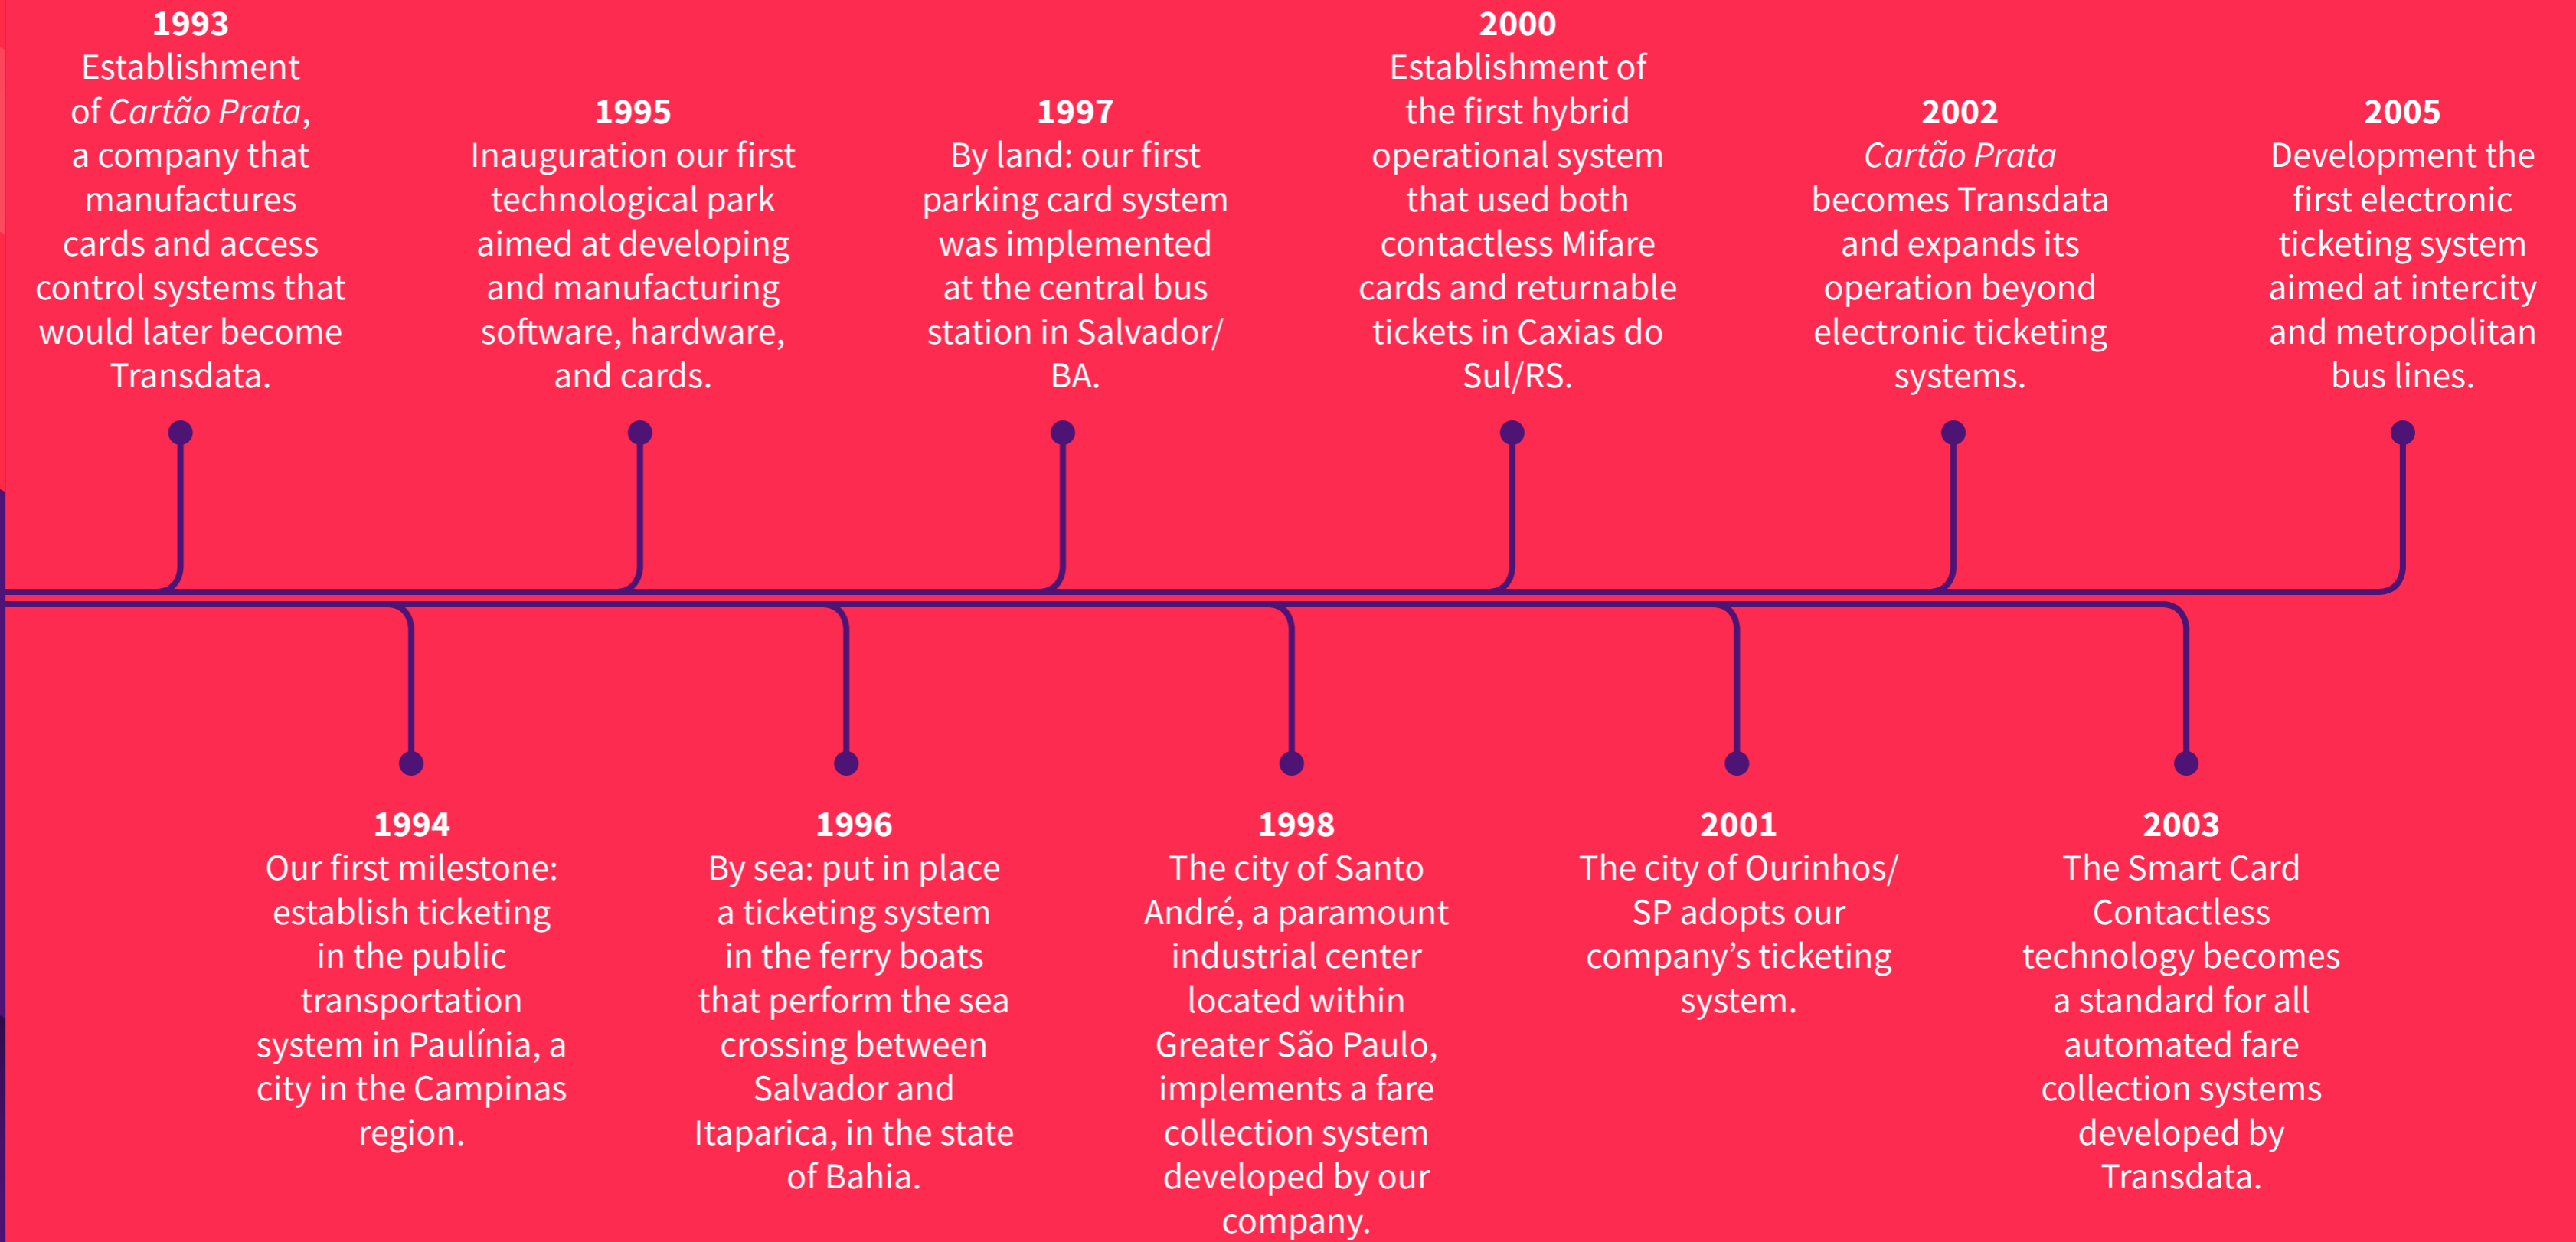 1993
Establishment
of Cartão Prata,
a company that
manufactures
cards and access
control systems that
would later become
Transdata.
1994
Our first milestone:
establish ticketing
in the public
transportation
system in Paulínia, a
city in the Campinas
region.
1995
Inauguration our first
technological park
aimed at developing
and manufacturing
software, hardware,
and cards.
1996
By sea: put in place
a ticketing system
in the ferry boats
that perform the sea
crossing between
Salvador and
Itaparica, in the state
of Bahia.
1997
By land: our first
parking card system
was implemented
at the central bus
station in Salvador/
BA.
1998
The city of Santo
André, a paramount
industrial center
located within
Greater São Paulo,
implements a fare
collection system
developed by our
company.
2000
Establishment of
the first hybrid
operational system
that used both
contactless Mifare
cards and returnable
tickets in Caxias do
Sul/RS.
2001
The city of Ourinhos/
SP adopts our
company’s ticketing
system.
2002
Cartão Prata
becomes Transdata
and expands its
operation beyond
electronic ticketing
systems.
2003
The Smart Card
Contactless
technology becomes
a standard for all
automated fare
collection systems
developed by
Transdata.
2005
Development the
first electronic
ticketing system
aimed at intercity
and metropolitan
bus lines.